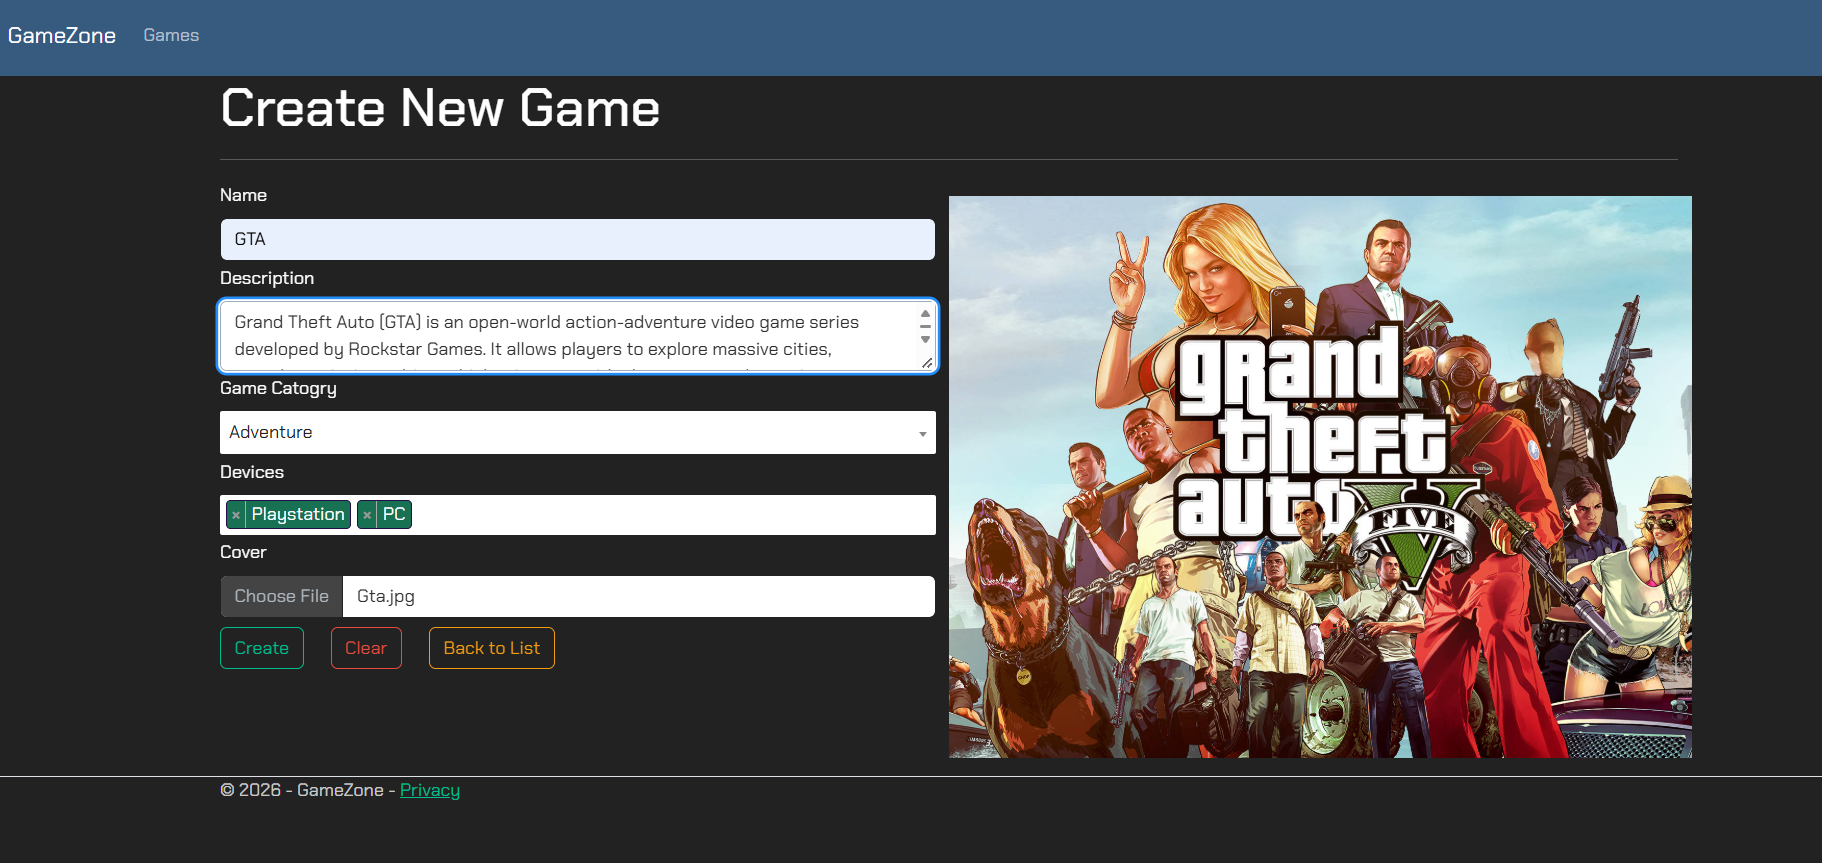 GameZone Games
Create New Game
Name
GTA
Description
Grand Theft Auto (GTA) is an open-world action-adventure video game series
developed by Rockstar Games. It allows players to explore massive cities,
Game Catogry
Adventure
Devices
× Playstation × PC
Cover
Choose File Gta.jpg
Create Clear Back to List
grand
theft
auto
V
FIVE
CHOP
© 2026 - GameZone - Privacy